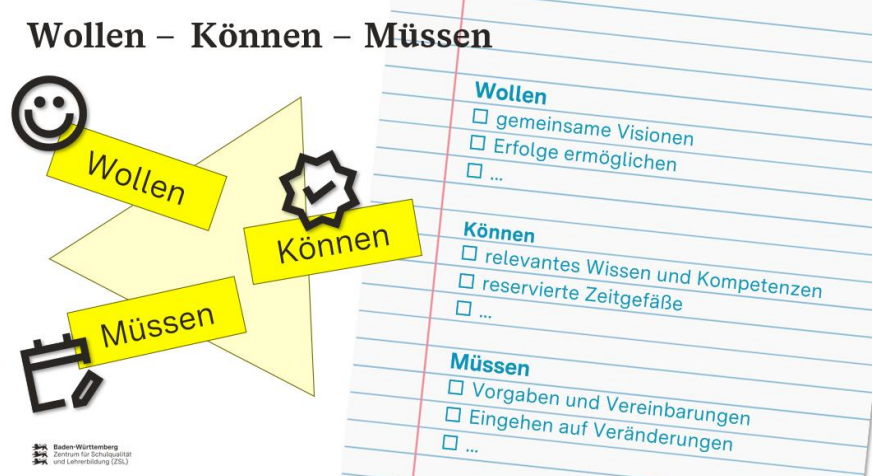 Wollen – Können – Müssen
Wollen
Können
Müssen
Wollen
☐ gemeinsame Visionen
☐ Erfolge ermöglichen
☐ ...
Können
☐ relevantes Wissen und Kompetenzen
☐ reservierte Zeitgefäße
☐ ...
Müssen
☐ Vorgaben und Vereinbarungen
☐ Eingehen auf Veränderungen
☐ ...
Baden-Württemberg
Zentrum für Schulqualität
und Lehrerbildung (ZSL)